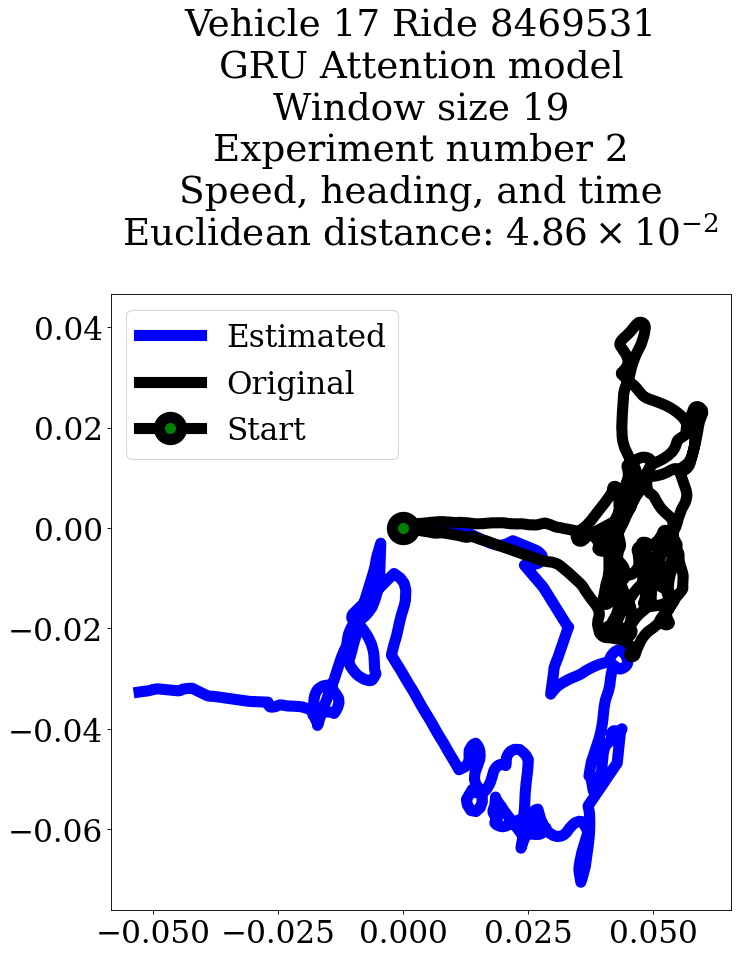 Vehicle 17 Ride 8469531
GRU Attention model
Window size 19
Experiment number 2
Speed, heading, and time
Euclidean distance: 4.86 × 10⁻²
Estimated
Original
Start
0.04
0.02
0.00
−0.02
−0.04
−0.06
−0.050 −0.025 0.000 0.025 0.050